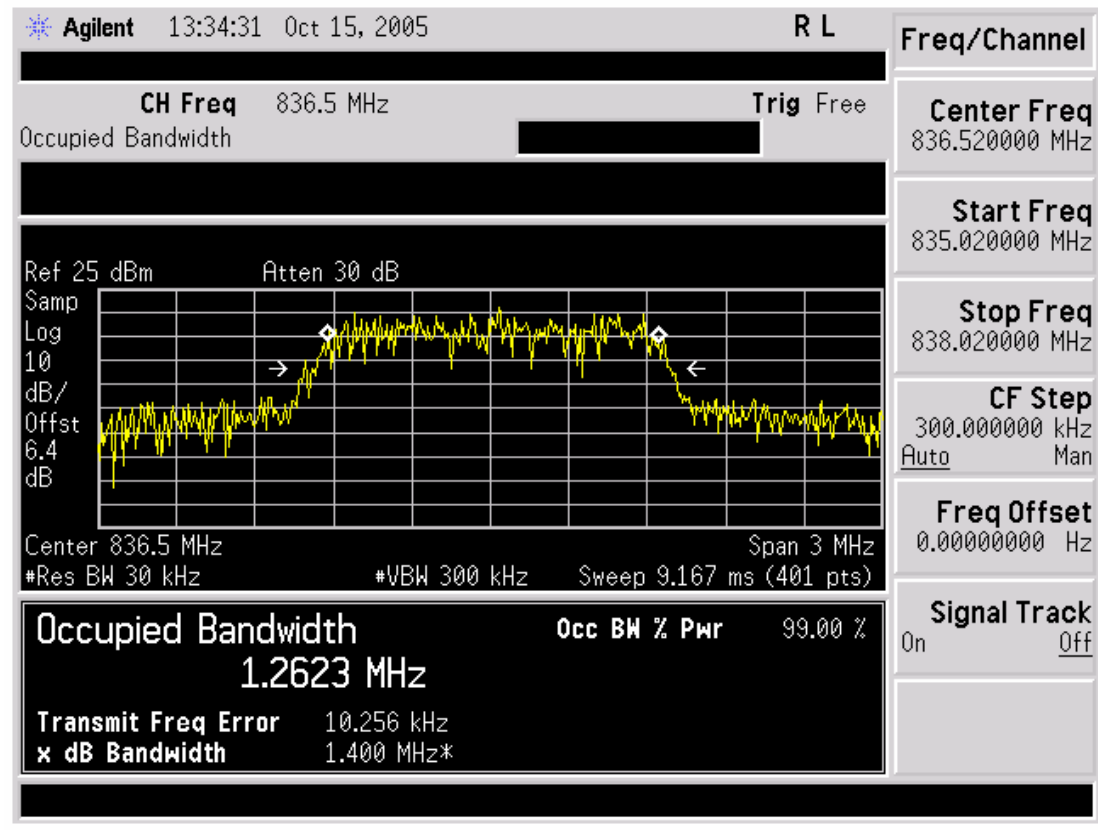 Agilent 13:34:31 Oct 15, 2005 R L
CH Freq 836.5 MHz Trig Free
Occupied Bandwidth
Ref 25 dBm Atten 30 dB
Samp
Log
10
dB/
Offst
6.4
dB
Center 836.5 MHz Span 3 MHz
#Res BW 30 kHz #VBW 300 kHz Sweep 9.167 ms (401 pts)
Occupied Bandwidth Occ BW % Pwr 99.00 %
1.2623 MHz
Transmit Freq Error 10.256 kHz
x dB Bandwidth 1.400 MHz*
Freq/Channel
Center Freq
836.520000 MHz
Start Freq
835.020000 MHz
Stop Freq
838.020000 MHz
CF Step
300.000000 kHz
Auto Man
Freq Offset
0.00000000 Hz
Signal Track
On Off